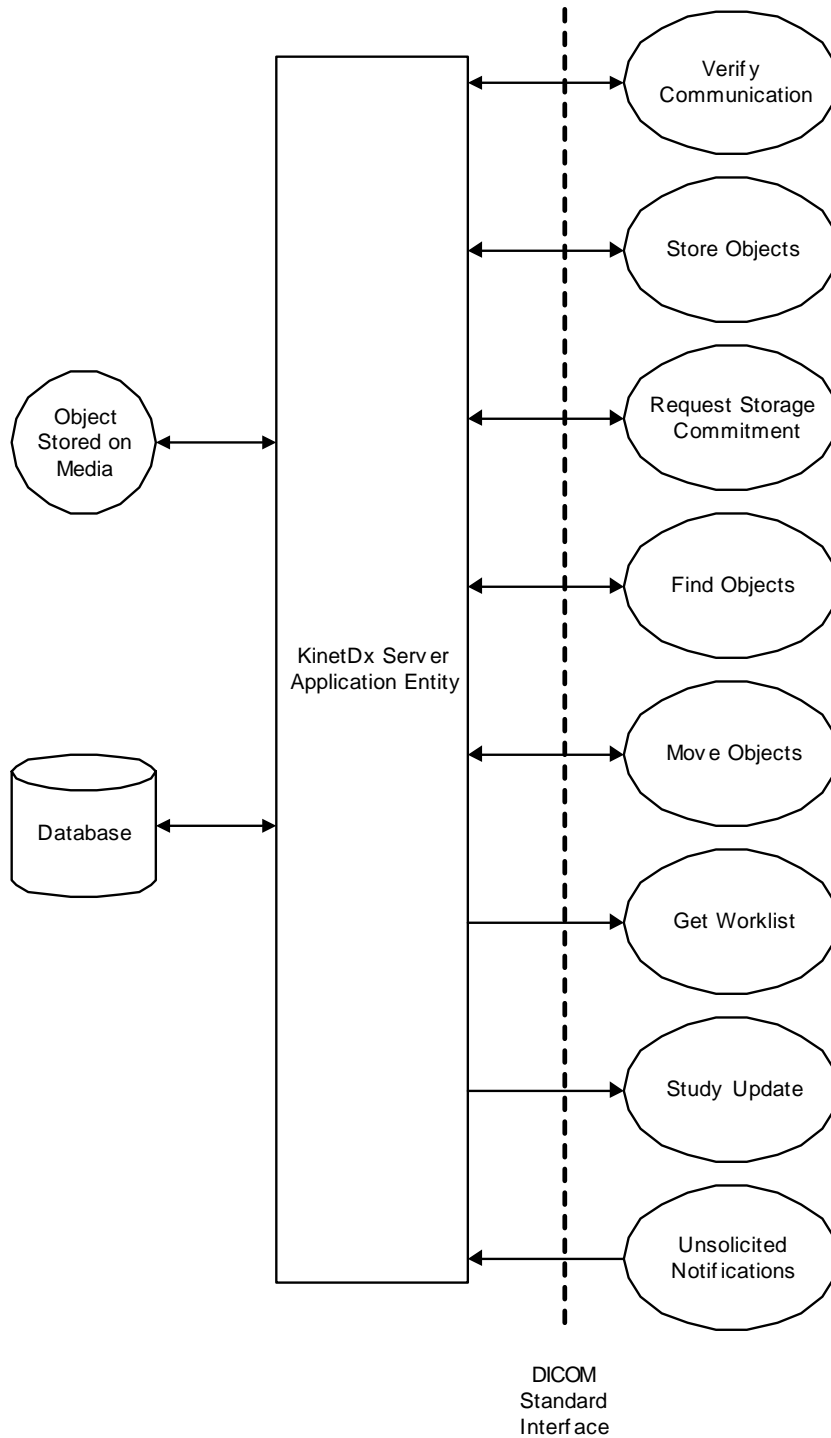 Verify
Communication
Store Objects
Request Storage
Commitment
Object
Stored on
Media
Find Objects
KinetDx Server
Application Entity
Move Objects
Database
Get Worklist
Study Update
Unsolicited
Notifications
DICOM
Standard
Interface